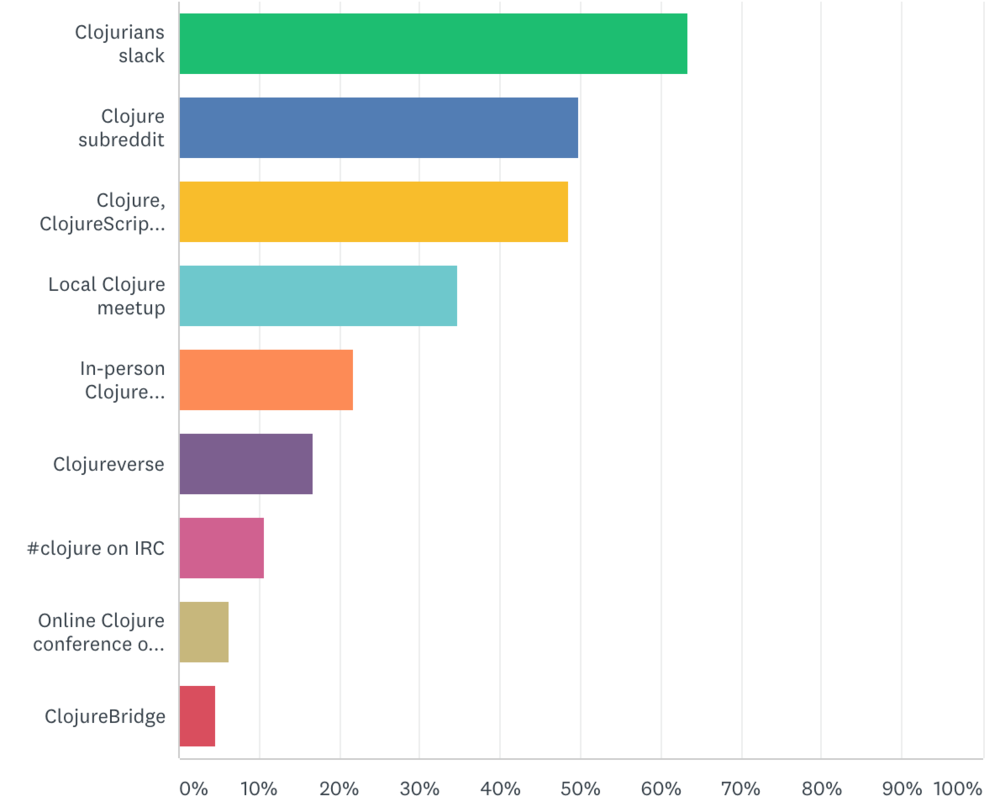 Clojurians
slack
Clojure
subreddit
Clojure,
ClojureScrip...
Local Clojure
meetup
In-person
Clojure...
Clojureverse
#clojure on IRC
Online Clojure
conference o...
ClojureBridge
0% 10% 20% 30% 40% 50% 60% 70% 80% 90% 100%